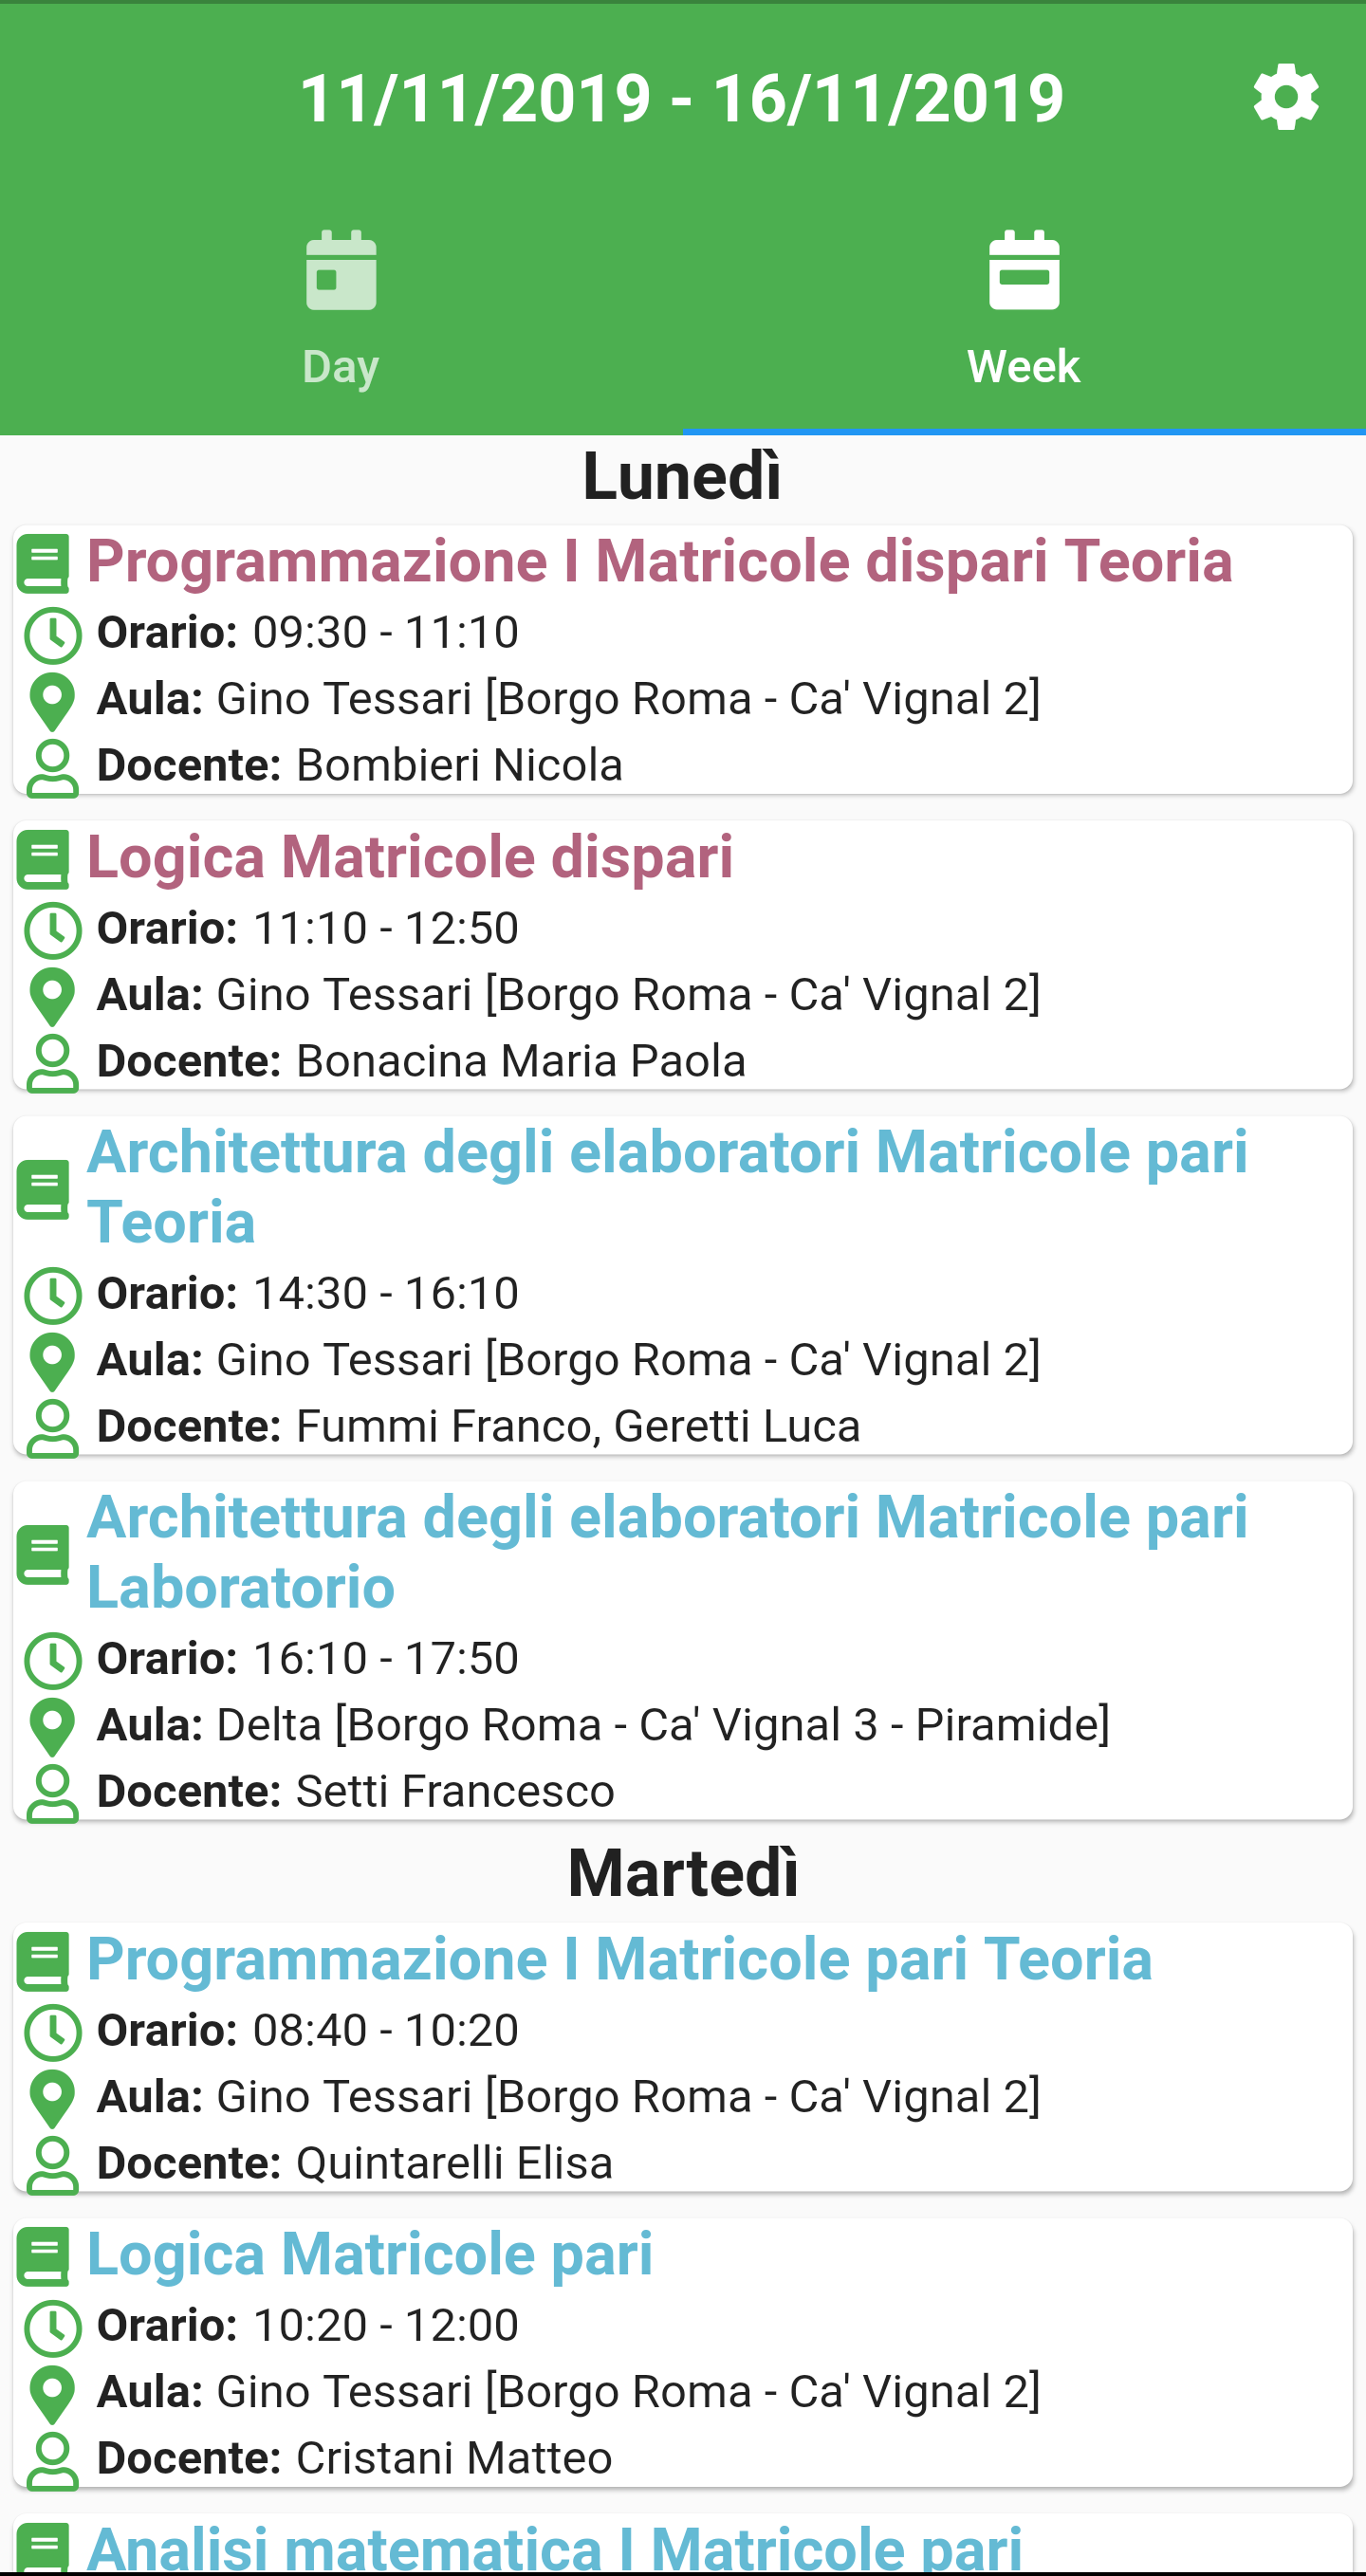 11/11/2019 - 16/11/2019
Day
Week
Lunedì
Programmazione I Matricole dispari Teoria
Orario: 09:30 - 11:10
Aula: Gino Tessari [Borgo Roma - Ca' Vignal 2]
Docente: Bombieri Nicola
Logica Matricole dispari
Orario: 11:10 - 12:50
Aula: Gino Tessari [Borgo Roma - Ca' Vignal 2]
Docente: Bonacina Maria Paola
Architettura degli elaboratori Matricole pari
Teoria
Orario: 14:30 - 16:10
Aula: Gino Tessari [Borgo Roma - Ca' Vignal 2]
Docente: Fummi Franco, Geretti Luca
Architettura degli elaboratori Matricole pari
Laboratorio
Orario: 16:10 - 17:50
Aula: Delta [Borgo Roma - Ca' Vignal 3 - Piramide]
Docente: Setti Francesco
Martedì
Programmazione I Matricole pari Teoria
Orario: 08:40 - 10:20
Aula: Gino Tessari [Borgo Roma - Ca' Vignal 2]
Docente: Quintarelli Elisa
Logica Matricole pari
Orario: 10:20 - 12:00
Aula: Gino Tessari [Borgo Roma - Ca' Vignal 2]
Docente: Cristani Matteo
Analisi matematica I Matricole pari